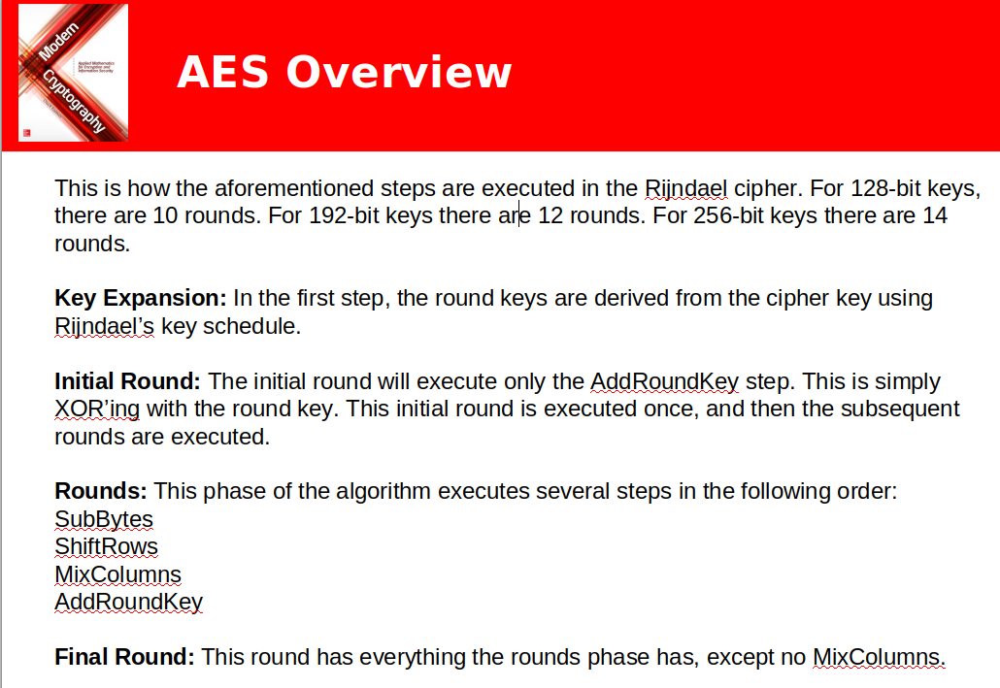 Modern
Applied Mathematics
for Encryption and
Information Security
Cryptography
AES Overview
This is how the aforementioned steps are executed in the Rijndael cipher. For 128-bit keys,
there are 10 rounds. For 192-bit keys there are 12 rounds. For 256-bit keys there are 14
rounds.
Key Expansion: In the first step, the round keys are derived from the cipher key using
Rijndael’s key schedule.
Initial Round: The initial round will execute only the AddRoundKey step. This is simply
XOR’ing with the round key. This initial round is executed once, and then the subsequent
rounds are executed.
Rounds: This phase of the algorithm executes several steps in the following order:
SubBytes
ShiftRows
MixColumns
AddRoundKey
Final Round: This round has everything the rounds phase has, except no MixColumns.